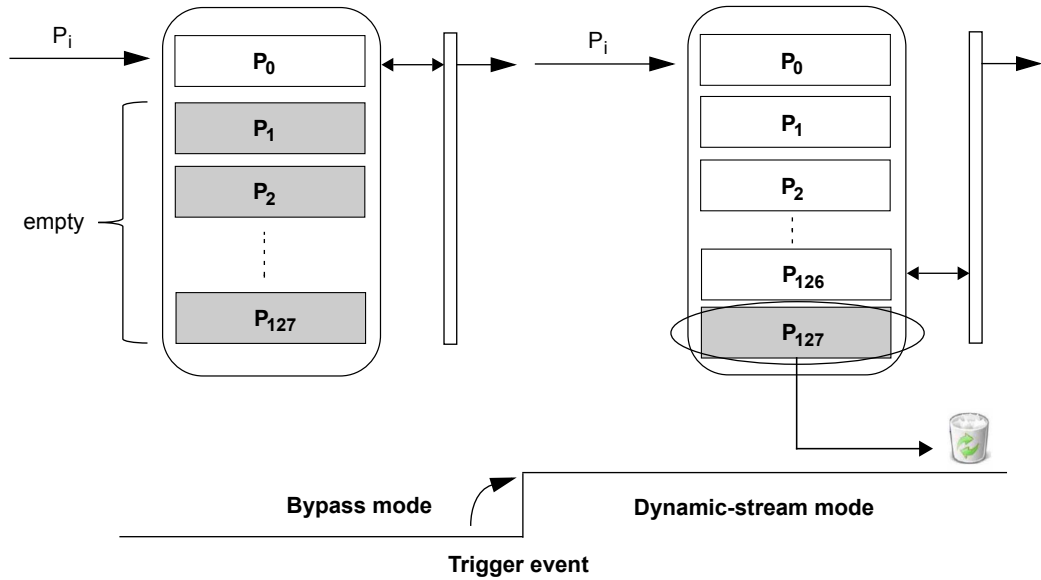 Pi
P0
P1
P2
P127
empty
Pi
P0
P1
P2
P126
P127
Bypass mode
Dynamic-stream mode
Trigger event